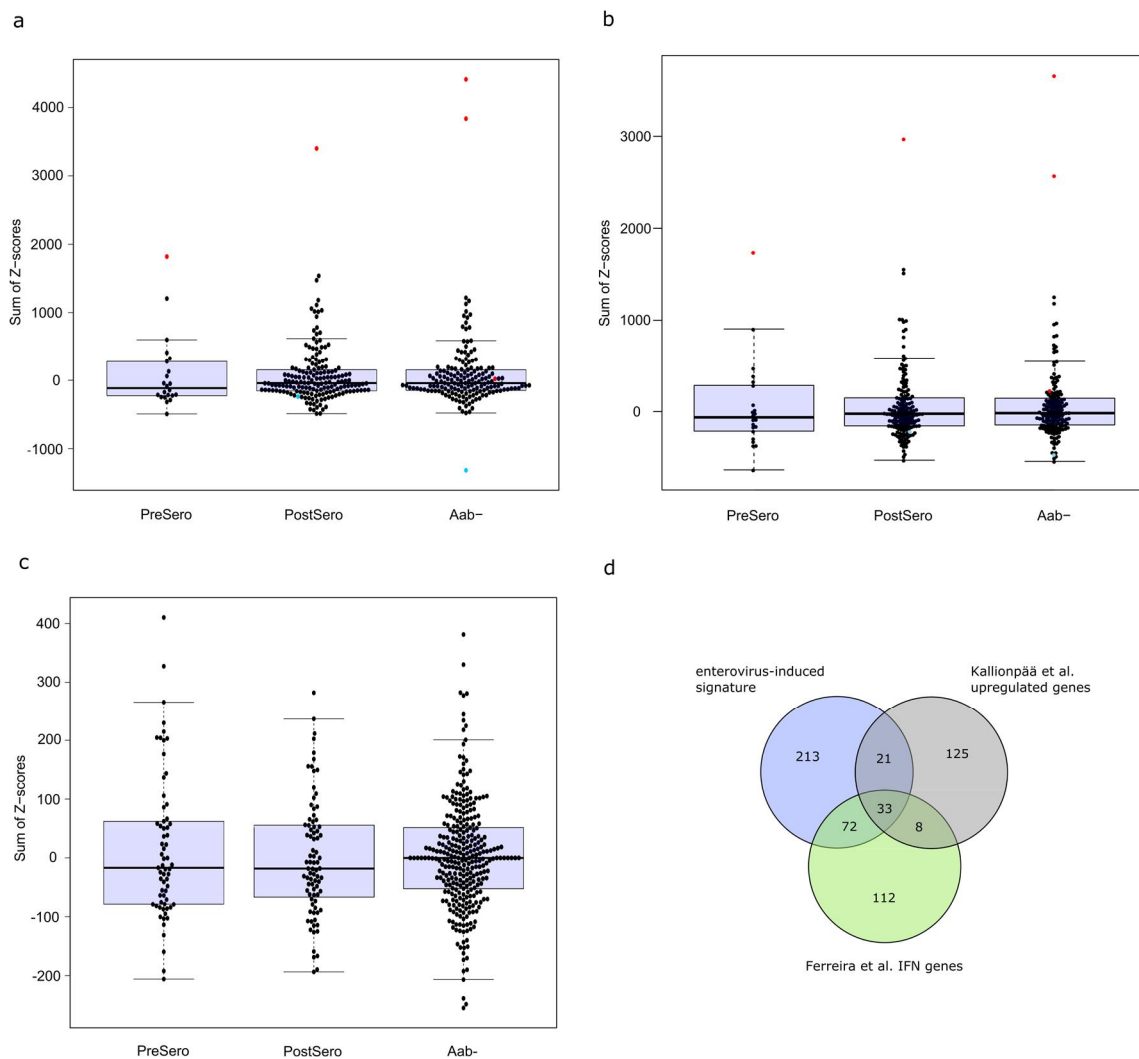 a
Sum of Z−scores
4000
3000
2000
1000
0
-1000
PreSero
PostSero
Aab−
b
Sum of Z−scores
3000
2000
1000
0
PreSero
PostSero
Aab−
c
Sum of Z−scores
400
300
200
100
0
-100
-200
PreSero
PostSero
Aab-
d
enterovirus-induced
signature
Kallionpää et al.
upregulated genes
213
21
125
33
72
8
112
Ferreira et al. IFN genes